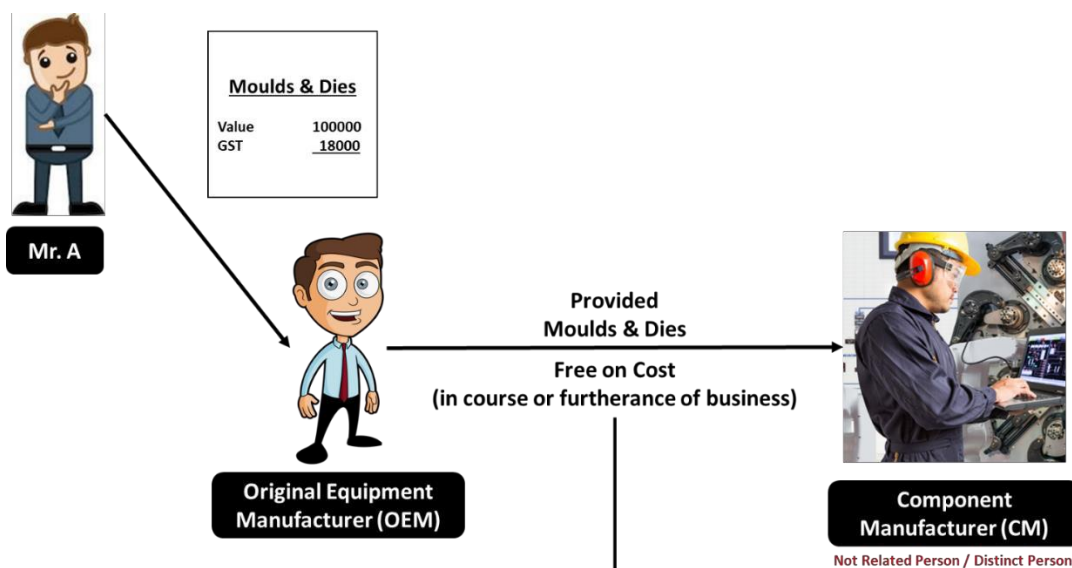 Moulds & Dies
Value 100000
GST 18000
Mr. A
Provided
Moulds & Dies
Free on Cost
(in course or furtherance of business)
Original Equipment
Manufacturer (OEM)
Component
Manufacturer (CM)
Not Related Person / Distinct Person